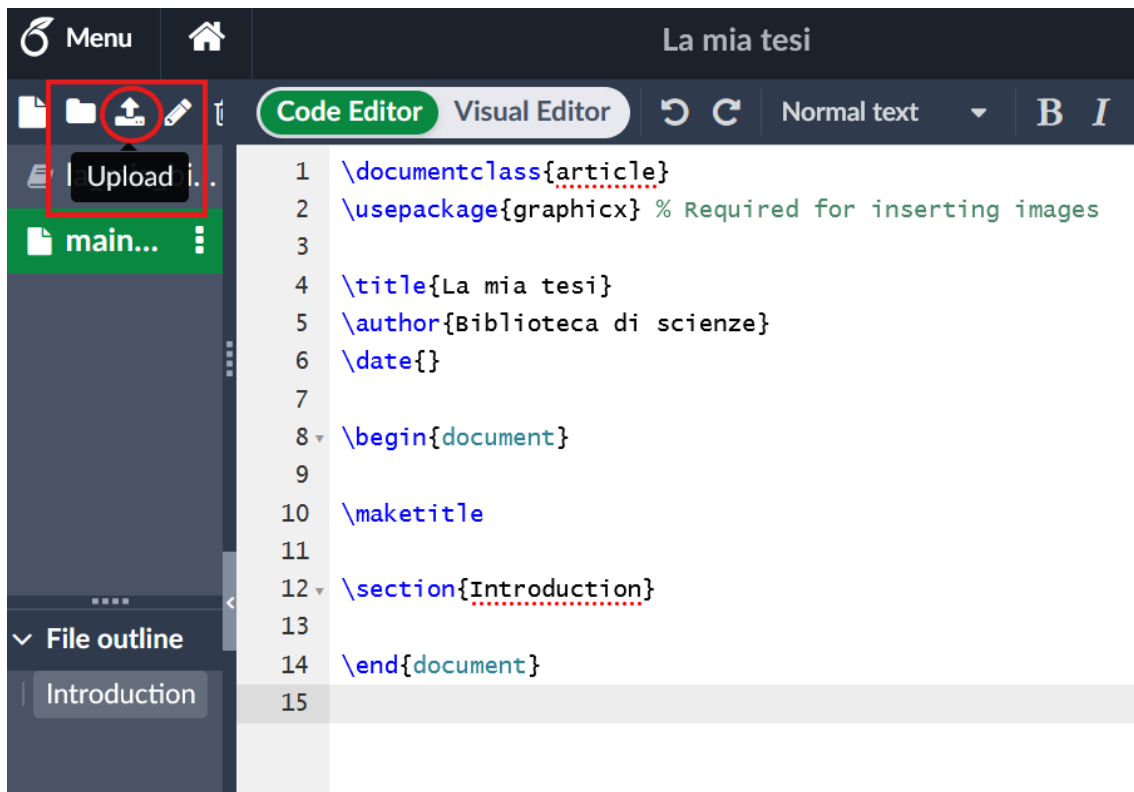 Menu
La mia tesi
Code Editor Visual Editor Normal text B I
Upload
main...
1 \documentclass{article}
2 \usepackage{graphicx} % Required for inserting images
3
4 \title{La mia tesi}
5 \author{Biblioteca di scienze}
6 \date{}
7
8 \begin{document}
9
10 \maketitle
11
12 \section{Introduction}
13
14 \end{document}
15
File outline
Introduction